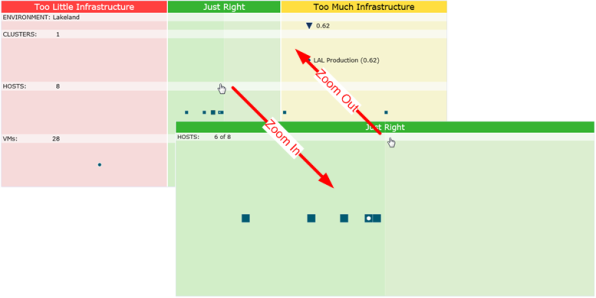 Too Little Infrastructure Just Right Too Much Infrastructure
ENVIRONMENT: Lakeland
0.62
CLUSTERS: 1
LAL Production (0.62)
Zoom Out
HOSTS: 8
Zoom In
Just Right
HOSTS: 6 of 8
VMs: 28